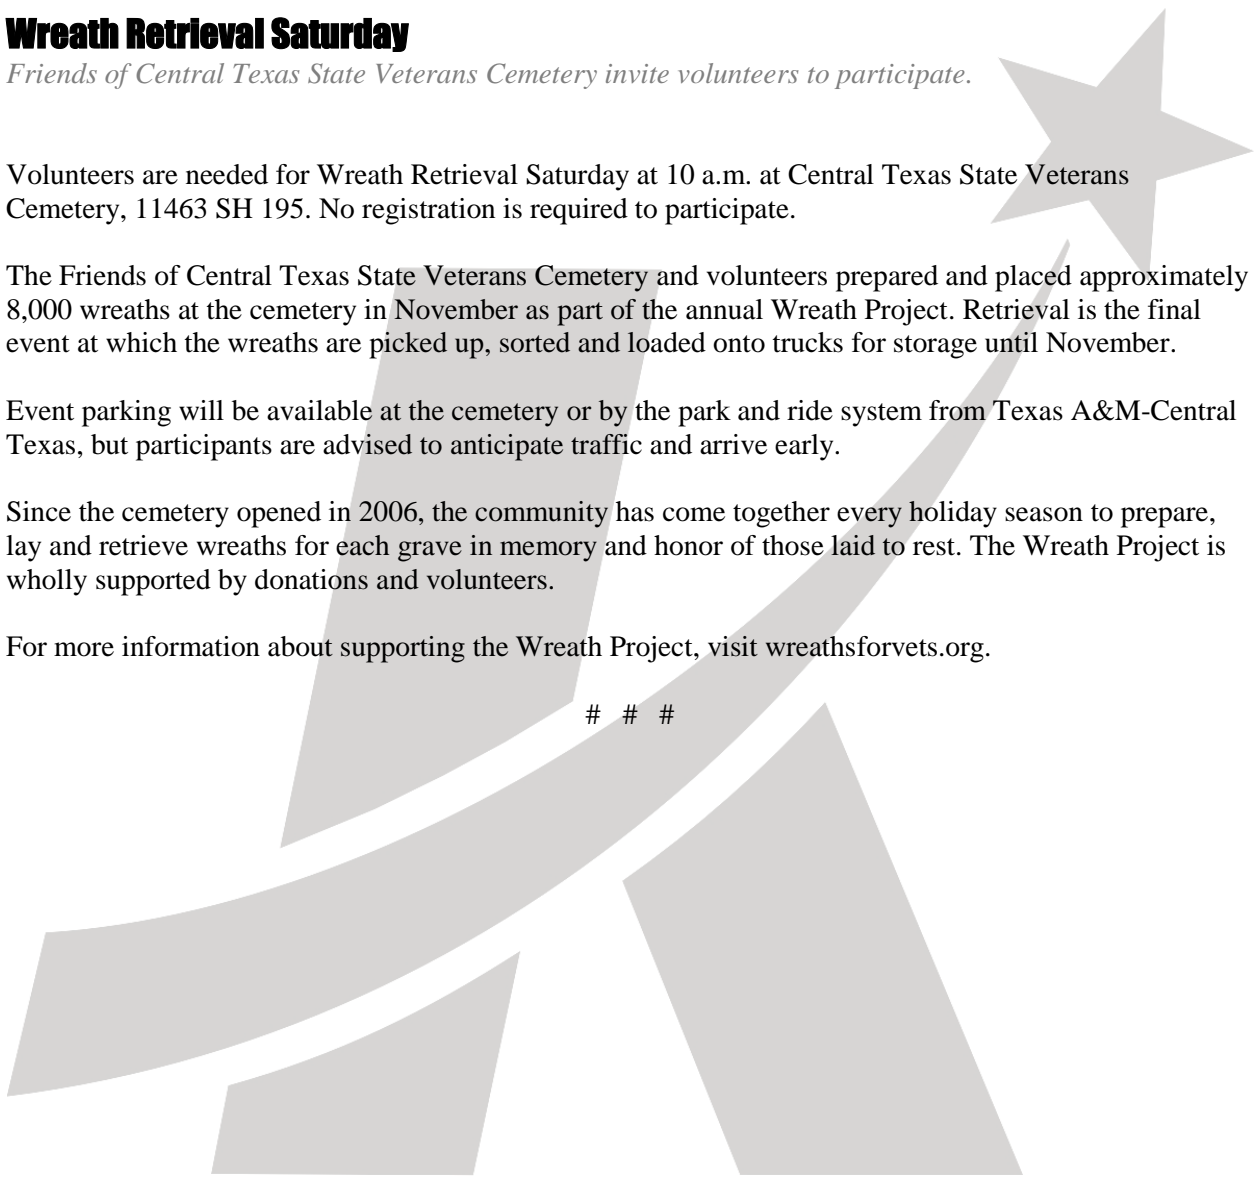 Wreath Retrieval Saturday
Friends of Central Texas State Veterans Cemetery invite volunteers to participate.
Volunteers are needed for Wreath Retrieval Saturday at 10 a.m. at Central Texas State Veterans
Cemetery, 11463 SH 195. No registration is required to participate.
The Friends of Central Texas State Veterans Cemetery and volunteers prepared and placed approximately
8,000 wreaths at the cemetery in November as part of the annual Wreath Project. Retrieval is the final
event at which the wreaths are picked up, sorted and loaded onto trucks for storage until November.
Event parking will be available at the cemetery or by the park and ride system from Texas A&M-Central
Texas, but participants are advised to anticipate traffic and arrive early.
Since the cemetery opened in 2006, the community has come together every holiday season to prepare,
lay and retrieve wreaths for each grave in memory and honor of those laid to rest. The Wreath Project is
wholly supported by donations and volunteers.
For more information about supporting the Wreath Project, visit wreathsforvets.org.
# # #